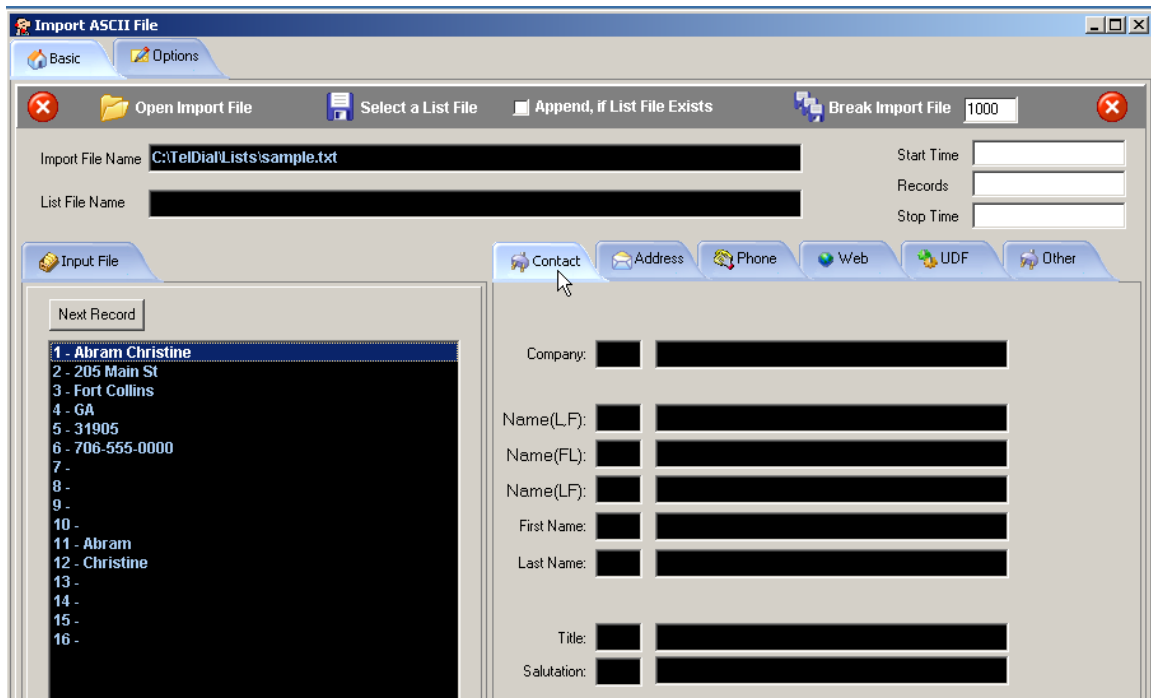 Import ASCII File
Basic Options
Open Import File Select a List File Append, if List File Exists Break Import File 1000
Import File Name C:\TelDial\Lists\sample.txt Start Time
Records
List File Name
Stop Time
Input File Contact Address Phone Web UDF Other
Next Record
1 - Abram Christine
2 - 205 Main St
3 - Fort Collins
4 - GA
5 - 31905
6 - 706-555-0000
7 -
8 -
9 -
10 -
11 - Abram
12 - Christine
13 -
14 -
15 -
16 -
Company:
Name(L,F):
Name(FL):
Name(LF):
First Name:
Last Name:
Title:
Salutation: